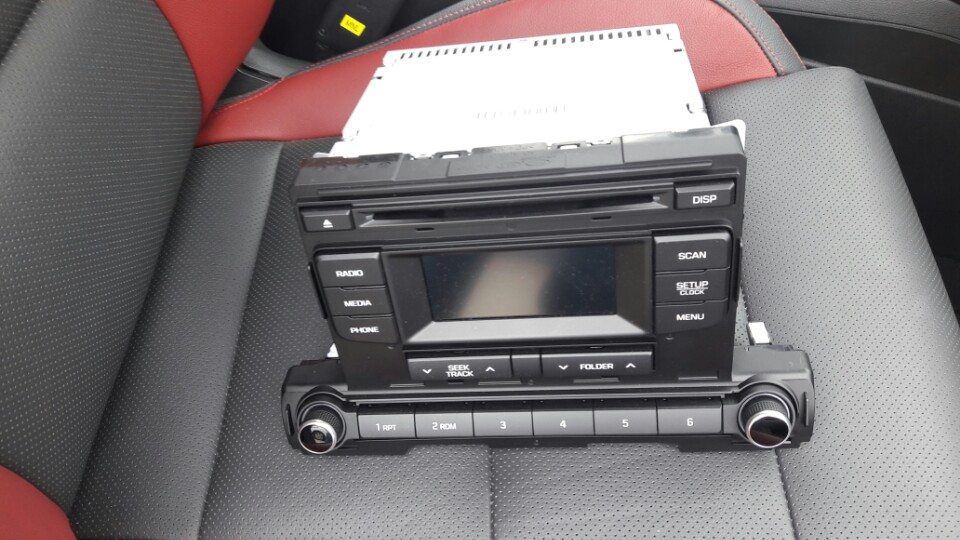 DISP
RADIO
SCAN
MEDIA
SETUP
CLOCK
PHONE
MENU
SEEK
TRACK
FOLDER
1 RPT 2 RDM 3 4 5 6